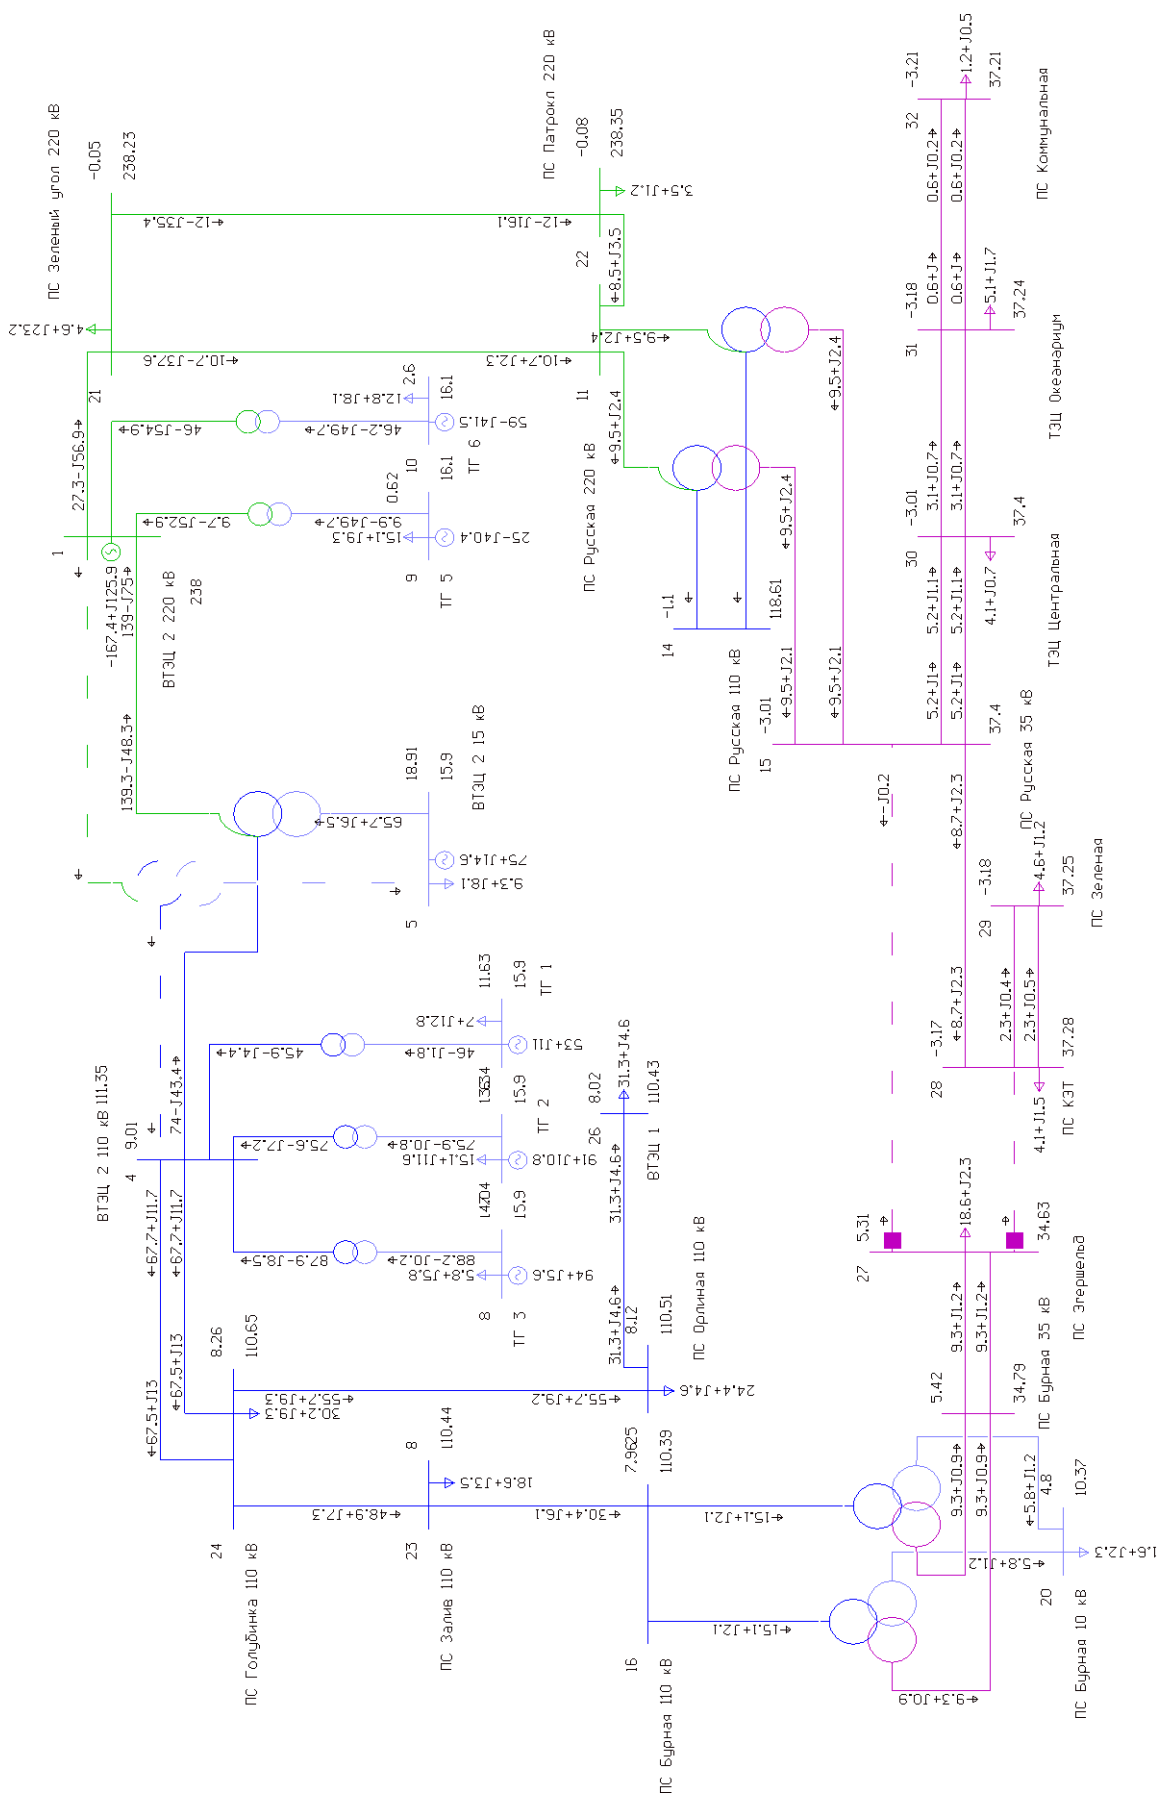 ПС Зеленый угол 220 кВ
-0.05
238.23
21
4.6+J23.2
27.3-J56.9
10.7-J37.6
12-J35.4
12-J16.1
10.7+J2.3
ПС Патрокл 220 кВ
-0.08
238.35
22
3.5+J1.2
8.5+J3.5
ПС Русская 220 кВ
11
9.5+J2.4
9.5+J2.4
9.5+J2.4
9.5+J2.4
1
-167.4+J125.9
139-J75
ВТЭЦ 2 220 кВ
238
139.3-J48.3
46-J54.9
46.2-J49.7
2.6
16.1
12.8+J8.1
59-J41.5
10
ТГ 6
9.7-J52.9
9.9-J49.7
0.62
16.1
15.1+J9.3
25-J40.4
9
ТГ 5
65.7+J6.5
18.91
15.9
ВТЭЦ 2 15 кВ
75+J14.6
9.3+J8.1
5
ПС Русская 110 кВ
14
-1.1
118.61
15
-3.01
37.4
ПС Русская 35 кВ
9.5+J2.1
9.5+J2.1
-J0.2
5.2+J1
5.2+J1
5.2+J1.1
5.2+J1.1
30
-3.01
37.4
4.1+J0.7
ТЭЦ Центральная
3.1+J0.7
3.1+J0.7
31
-3.18
37.24
5.1+J1.7
ТЭЦ Океанариум
0.6+J
0.6+J
0.6+J0.2
0.6+J0.2
32
-3.21
37.21
1.2+J0.5
ПС Коммунальная
8.7+J2.3
8.7+J2.3
29
-3.18
37.25
4.6+J1.2
ПС Зеленая
2.3+J0.4
2.3+J0.5
28
-3.17
37.28
4.1+J1.5
ПС КЭТ
27
5.31
34.63
18.6+J2.3
ПС Эгершельд
9.3+J1.2
9.3+J1.2
5.42
34.79
ПС Бурная 35 кВ
9.3+J0.9
9.3+J0.9
9.3+J0.9
4.8
10.37
5.8+J1.2
5.8+J1.2
1.6+J2.3
20
ПС Бурная 10 кВ
ВТЭЦ 2 110 кВ
111.35
9.01
4
74-J43.4
67.7+J11.7
67.7+J11.7
67.5+J13
67.5+J13
45.9-J4.4
46-J1.8
11.63
15.9
ТГ 1
7+J12.8
53+J11
75.6-J7.2
75.9-J0.8
15.9
ТГ 2
15.1+J11.6
91+J10.8
87.9-J8.5
88.2-J0.2
15.9
5.8+J5.8
94+J5.6
8
ТГ 3
26
8.02
110.43
31.3+J4.6
ВТЭЦ 1
31.3+J4.6
31.3+J4.6
8.12
110.51
ПС Орлиная 110 кВ
24.4+J4.6
55.7+J9.2
55.7+J9.3
8.26
110.65
30.2+J9.3
24
ПС Голубинка 110 кВ
48.9+J7.3
8
110.44
18.6+J3.5
23
ПС Залив 110 кВ
30.4+J6.1
7.96
25
110.39
16
ПС Бурная 110 кВ
15.1+J2.1
15.1+J2.1